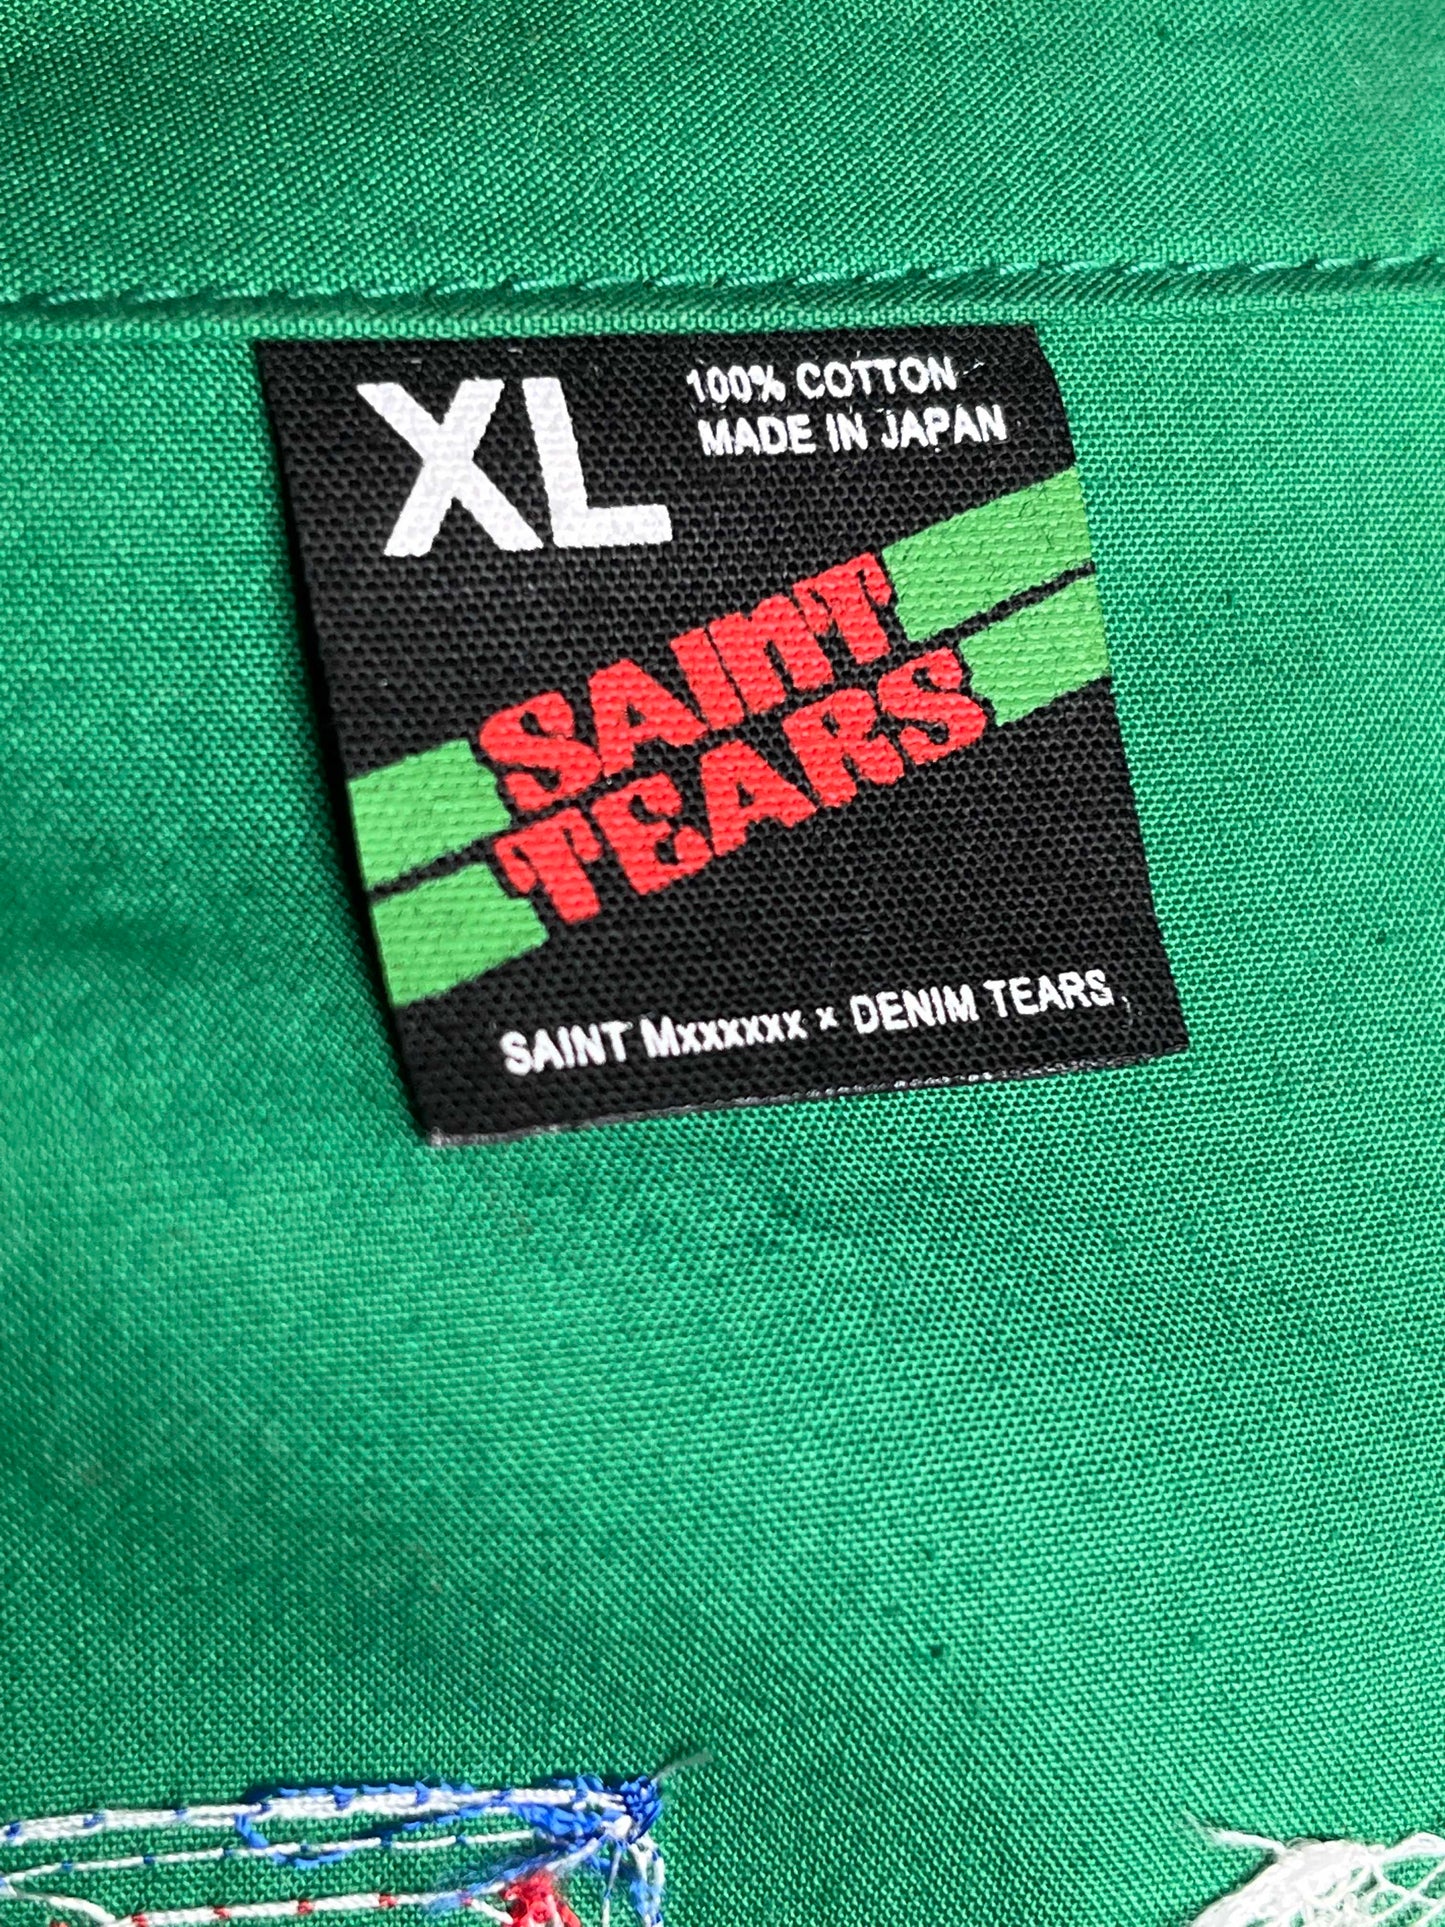 XL
100% COTTON
MADE IN JAPAN
SAINT
TEARS
SAINT Mxxxxxx × DENIM TEARS